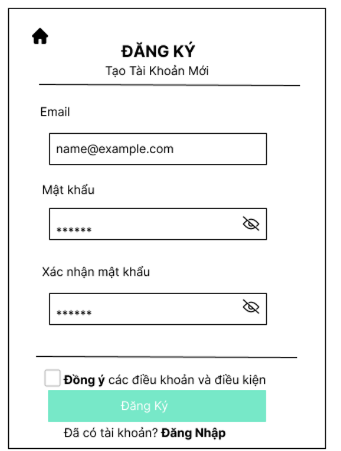 ĐĂNG KÝ
Tạo Tài Khoản Mới
Email
name@example.com
Mật khẩu
******
Xác nhận mật khẩu
******
Đồng ý các điều khoản và điều kiện
Đăng Ký
Đã có tài khoản? Đăng Nhập